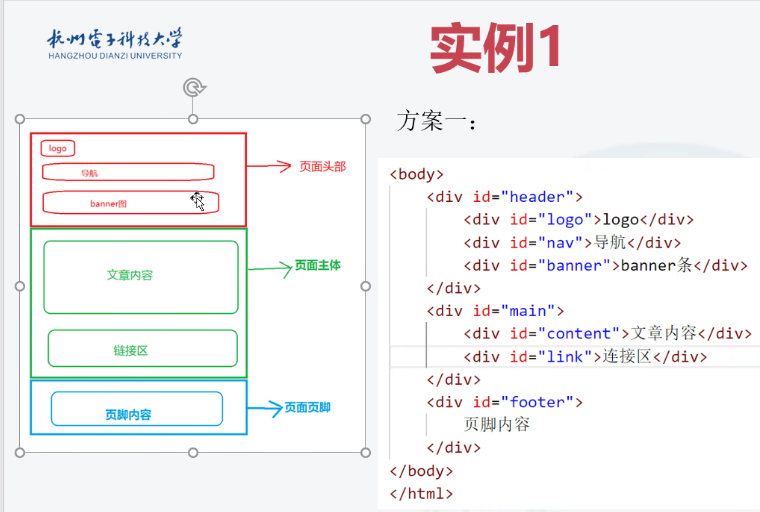 杭州电子科技大学
HANGZHOU DIANZI UNIVERSITY
实例1
logo
导航
banner图
页面头部
文章内容
链接区
页面主体
页脚内容
页面页脚
方案一：
<body>
<div id="header">
<div id="logo">logo</div>
<div id="nav">导航</div>
<div id="banner">banner条</div>
</div>
<div id="main">
<div id="content">文章内容</div>
<div id="link">连接区</div>
</div>
<div id="footer">
页脚内容
</div>
</body>
</html>